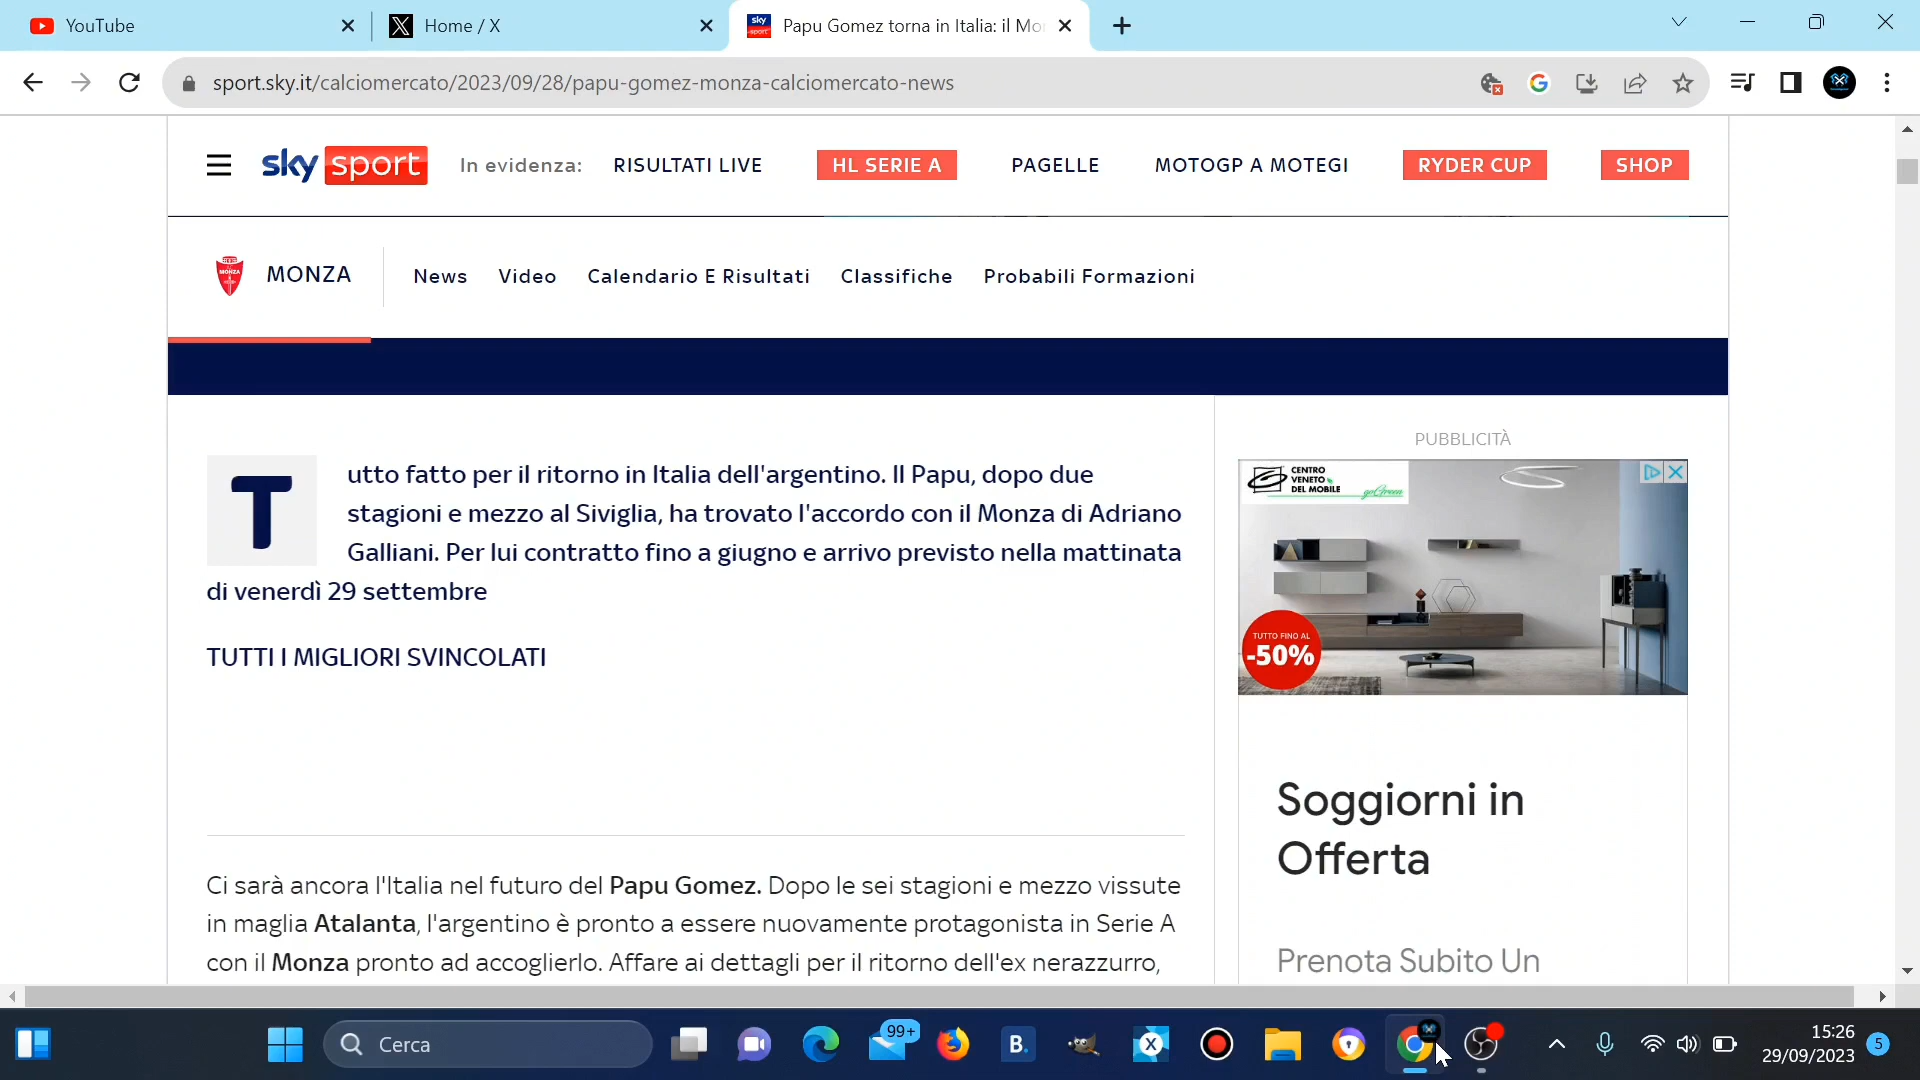 YouTube
Home / X
sky sport
Papu Gomez torna in Italia: il Mo
sport.sky.it/calciomercato/2023/09/28/papu-gomez-monza-calciomercato-news
sky sport
In evidenza: RISULTATI LIVE HL SERIE A PAGELLE MOTOGP A MOTEGI RYDER CUP SHOP
MONZA
MONZA News Video Calendario E Risultati Classifiche Probabili Formazioni
Tutto fatto per il ritorno in Italia dell'argentino. Il Papu, dopo due
stagioni e mezzo al Siviglia, ha trovato l'accordo con il Monza di Adriano
Galliani. Per lui contratto fino a giugno e arrivo previsto nella mattinata
di venerdì 29 settembre
TUTTI I MIGLIORI SVINCOLATI
Ci sarà ancora l'Italia nel futuro del Papu Gomez. Dopo le sei stagioni e mezzo vissute
in maglia Atalanta, l'argentino è pronto a essere nuovamente protagonista in Serie A
con il Monza pronto ad accoglierlo. Affare ai dettagli per il ritorno dell'ex nerazzurro,
PUBBLICITÀ
CENTRO
VENETO
DEL MOBILE
goGreen
TUTTO FINO AL
-50%
Soggiorni in
Offerta
Prenota Subito Un
Cerca
99+
B.
X
15:26
29/09/2023
5